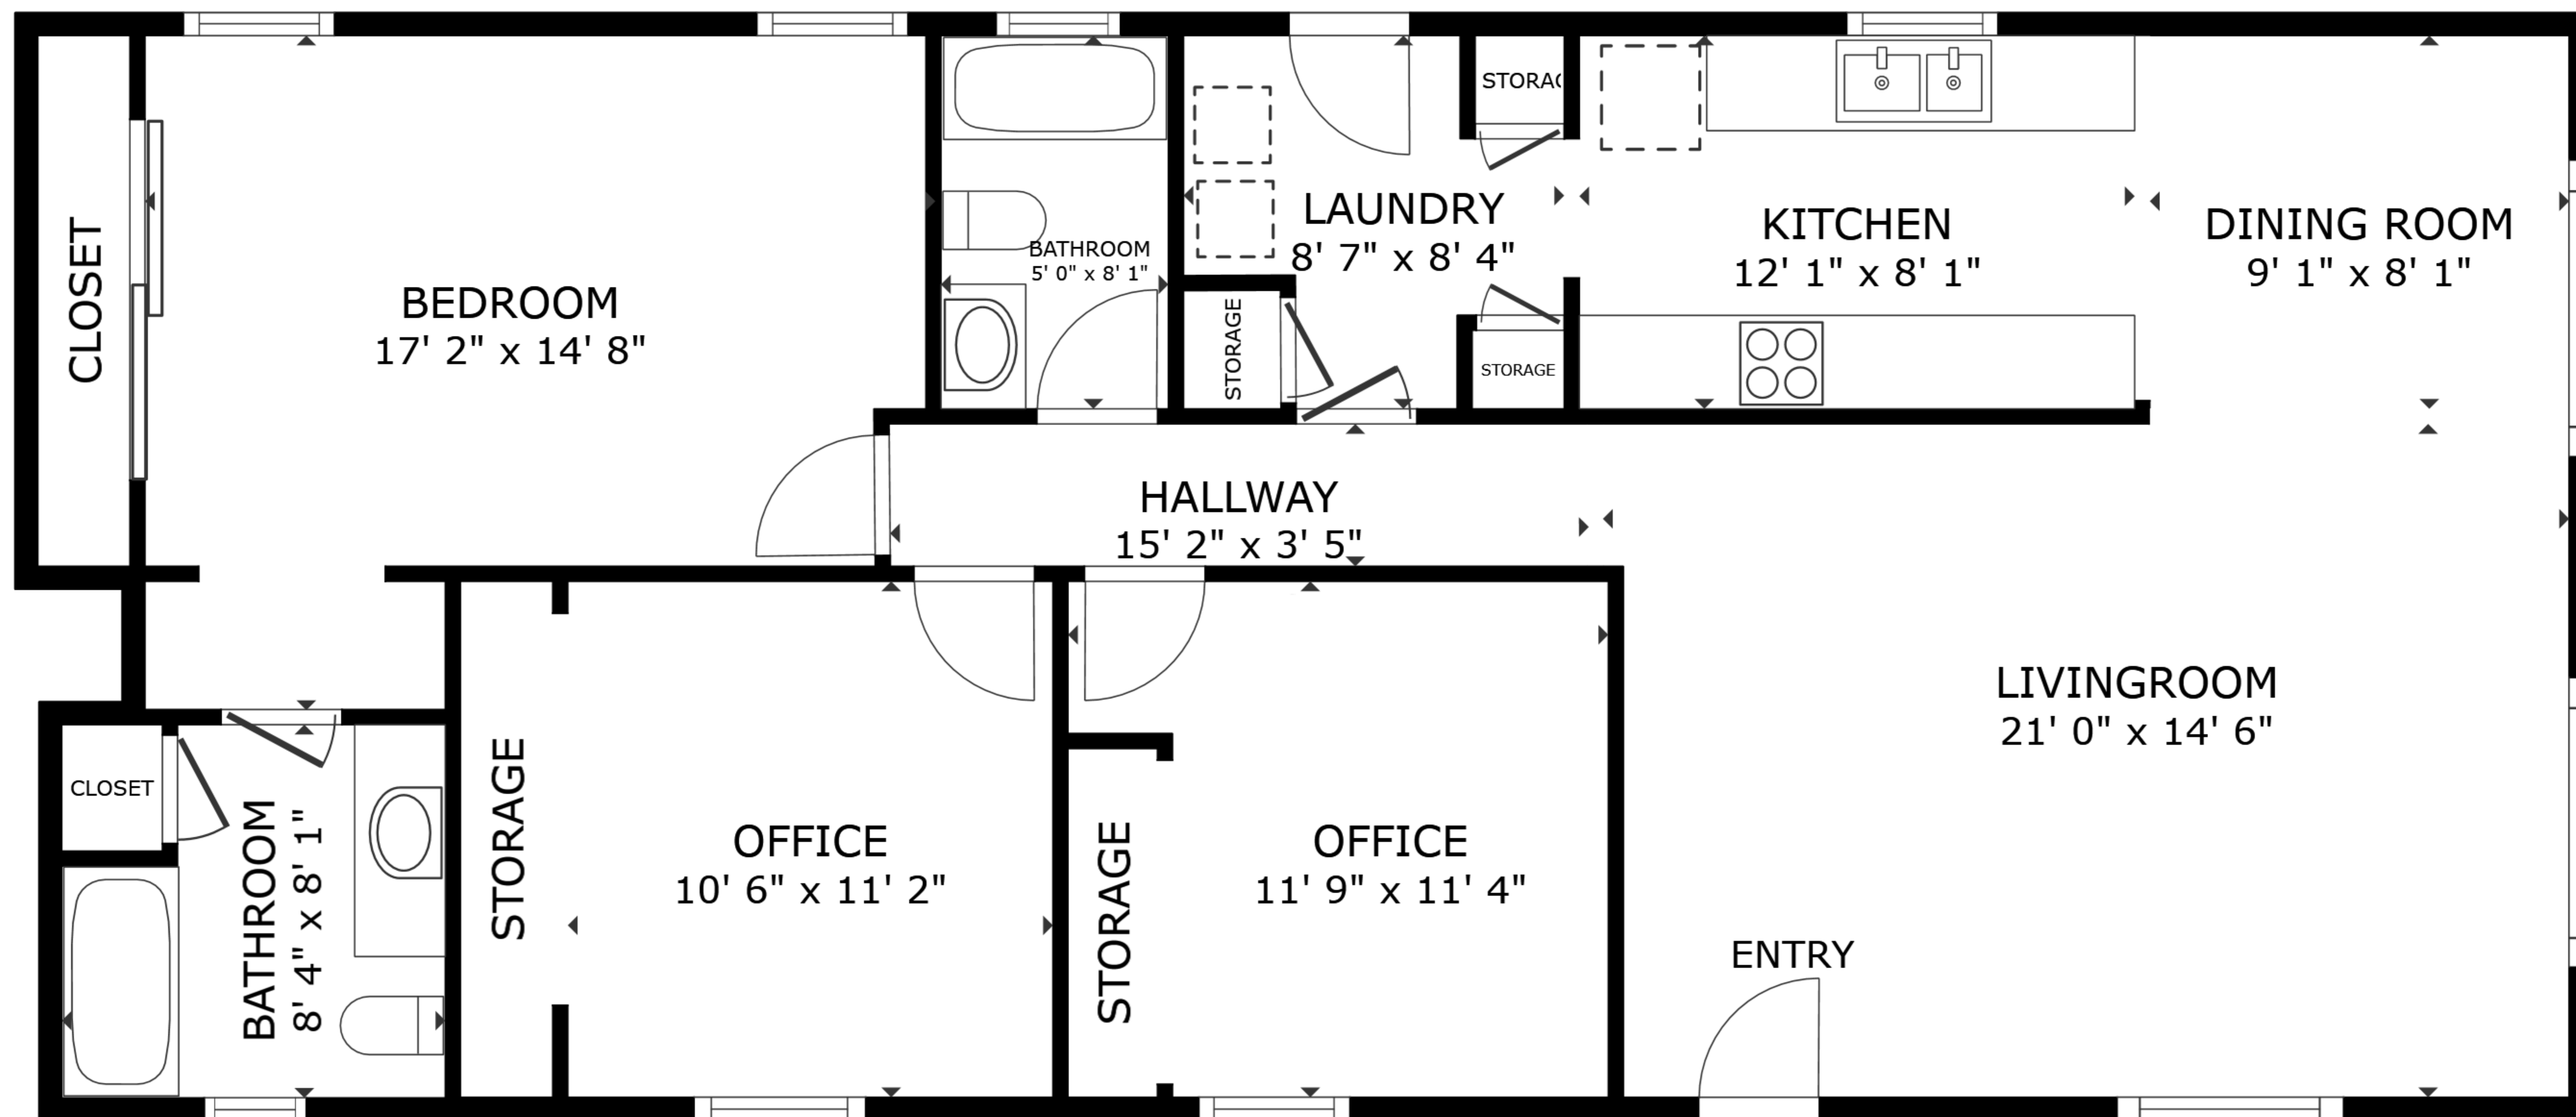 CLOSET
BEDROOM
17' 2" x 14' 8"
BATHROOM
5' 0" x 8' 1"
LAUNDRY
8' 7" x 8' 4"
STORAG
STORAGE
STORAGE
KITCHEN
12' 1" x 8' 1"
DINING ROOM
9' 1" x 8' 1"
HALLWAY
15' 2" x 3' 5"
LIVINGROOM
21' 0" x 14' 6"
CLOSET
BATHROOM
8' 4" x 8' 1"
STORAGE
OFFICE
10' 6" x 11' 2"
STORAGE
OFFICE
11' 9" x 11' 4"
ENTRY